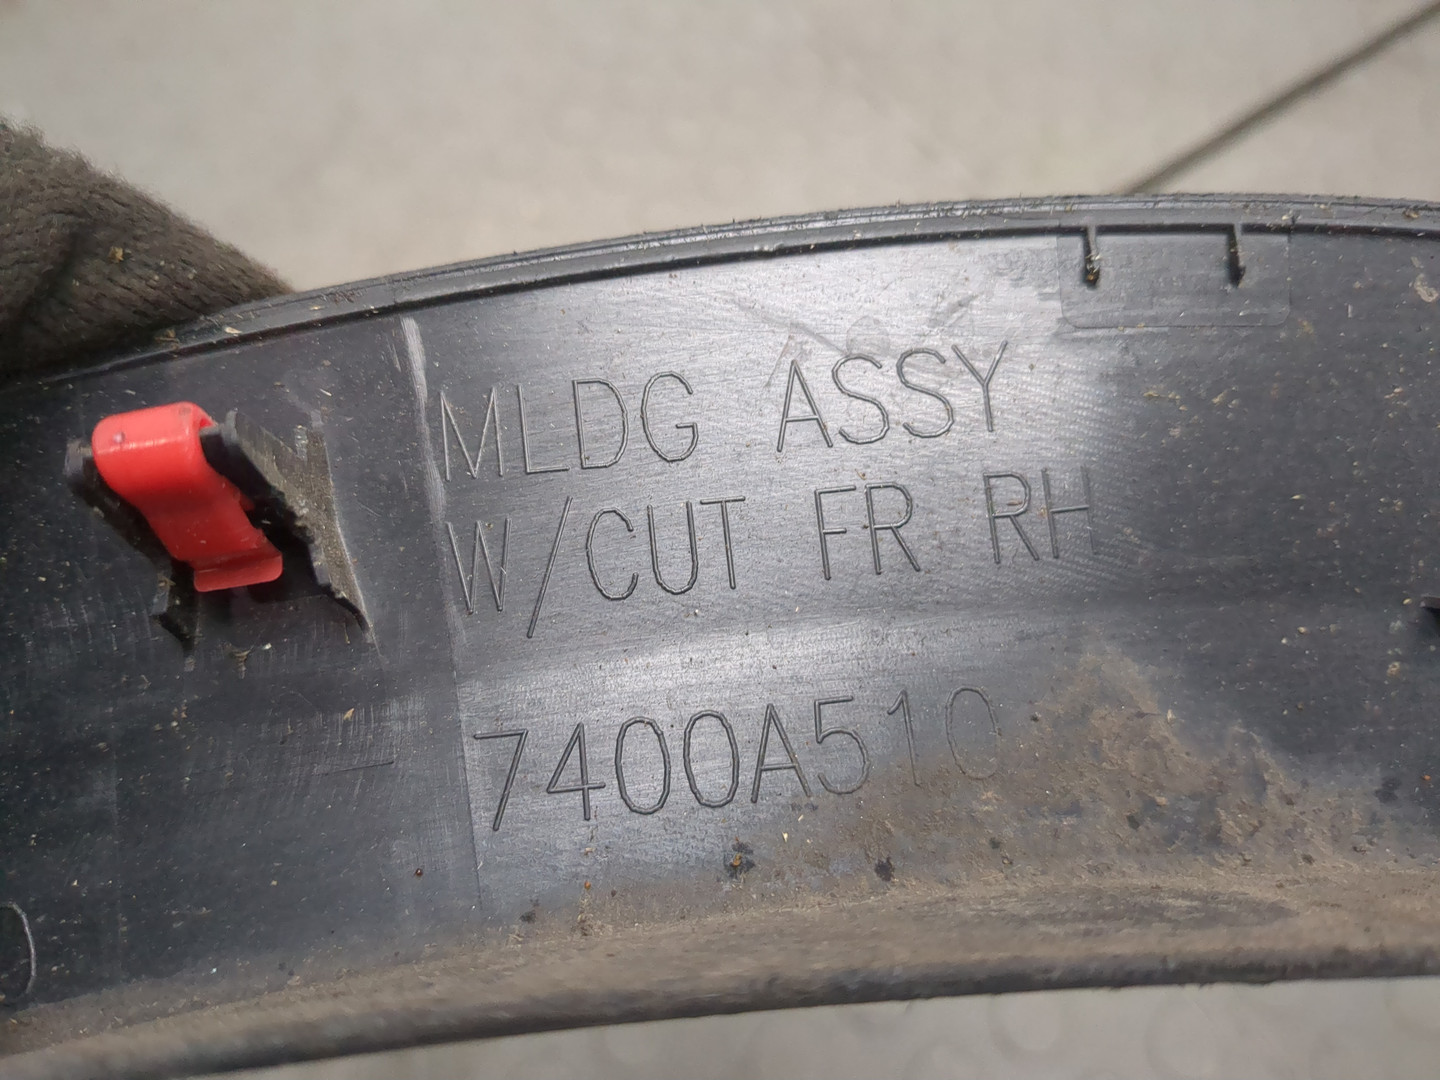 MLDG ASSY
W/CUT FR RH
7400A510